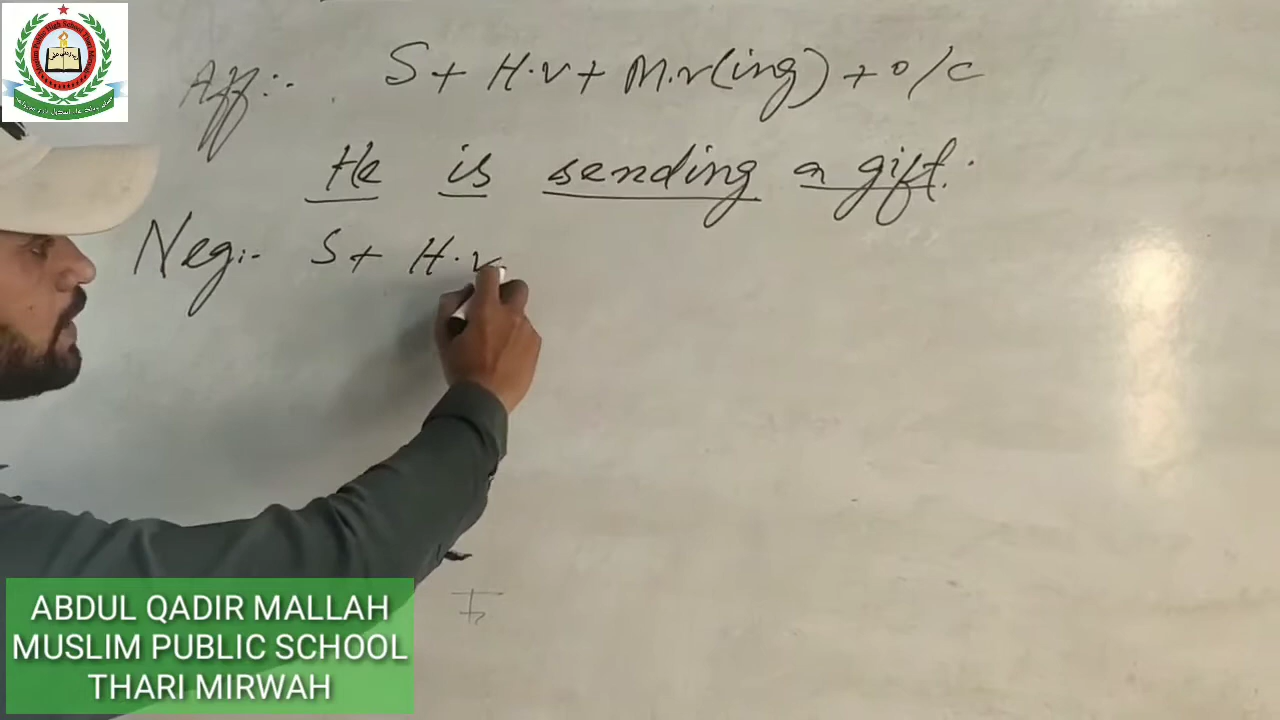 Aff:-. S + H.v + M.v(ing) + o/c
He is sending a gift.
Neg:- S + H.v
ABDUL QADIR MALLAH
MUSLIM PUBLIC SCHOOL
THARI MIRWAH